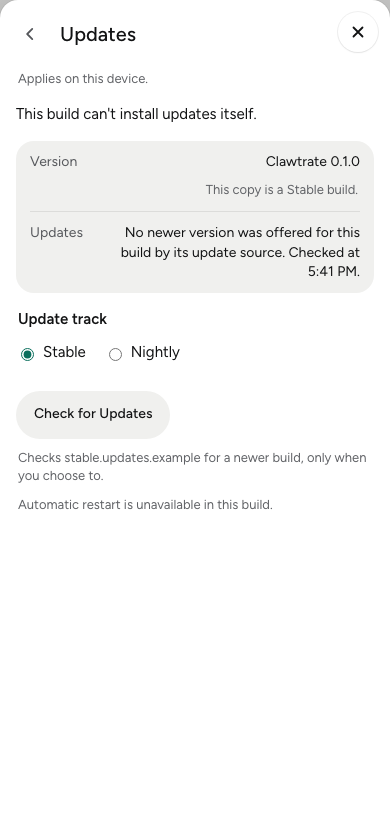 Updates
Applies on this device.
This build can't install updates itself.
Version
Clawtrate 0.1.0
This copy is a Stable build.
Updates
No newer version was offered for this
build by its update source. Checked at
5:41 PM.
Update track
Stable
Nightly
Check for Updates
Checks stable.updates.example for a newer build, only when
you choose to.
Automatic restart is unavailable in this build.